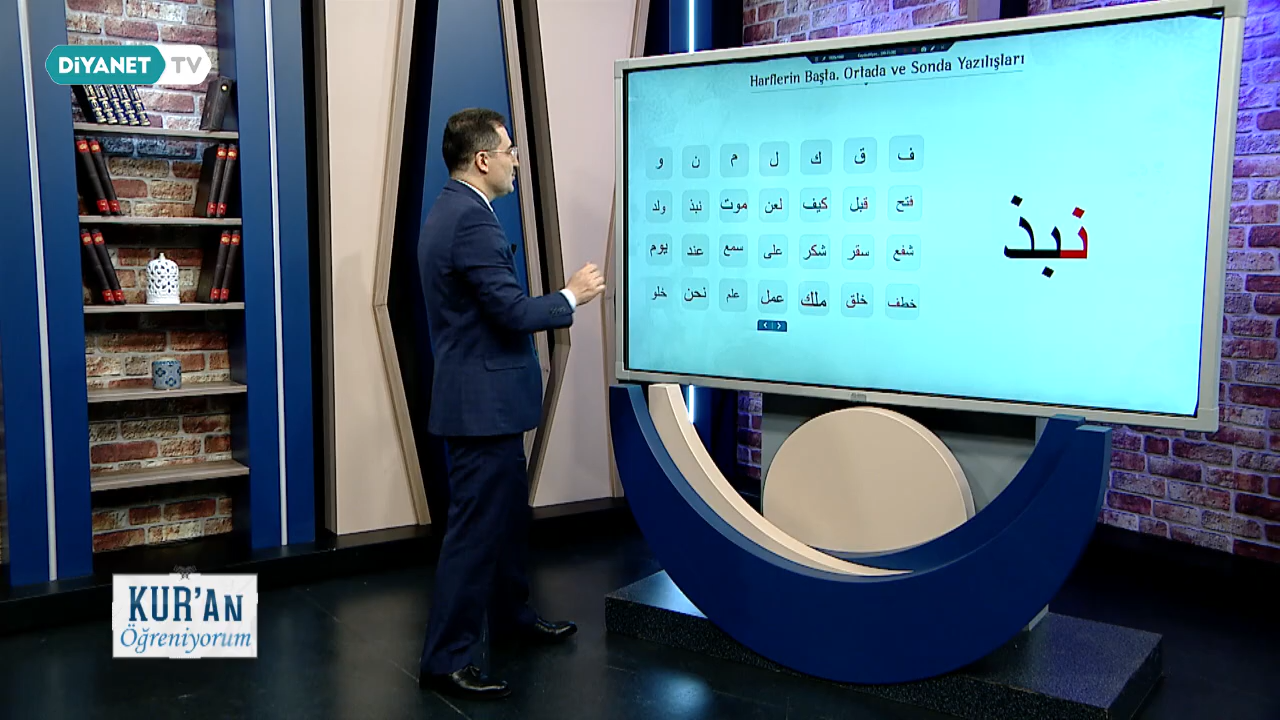 DİYANET TV
Harflerin Başta, Ortada ve Sonda Yazılışları
ف ق ك ل م ن و
فتح قبل كيف لعن موت نبذ ولد
شفع سقر شكر على سمع عند يوم
خطف خلق ملك عمل علم نحن خلو
نبذ
KUR'AN
Öğreniyorum